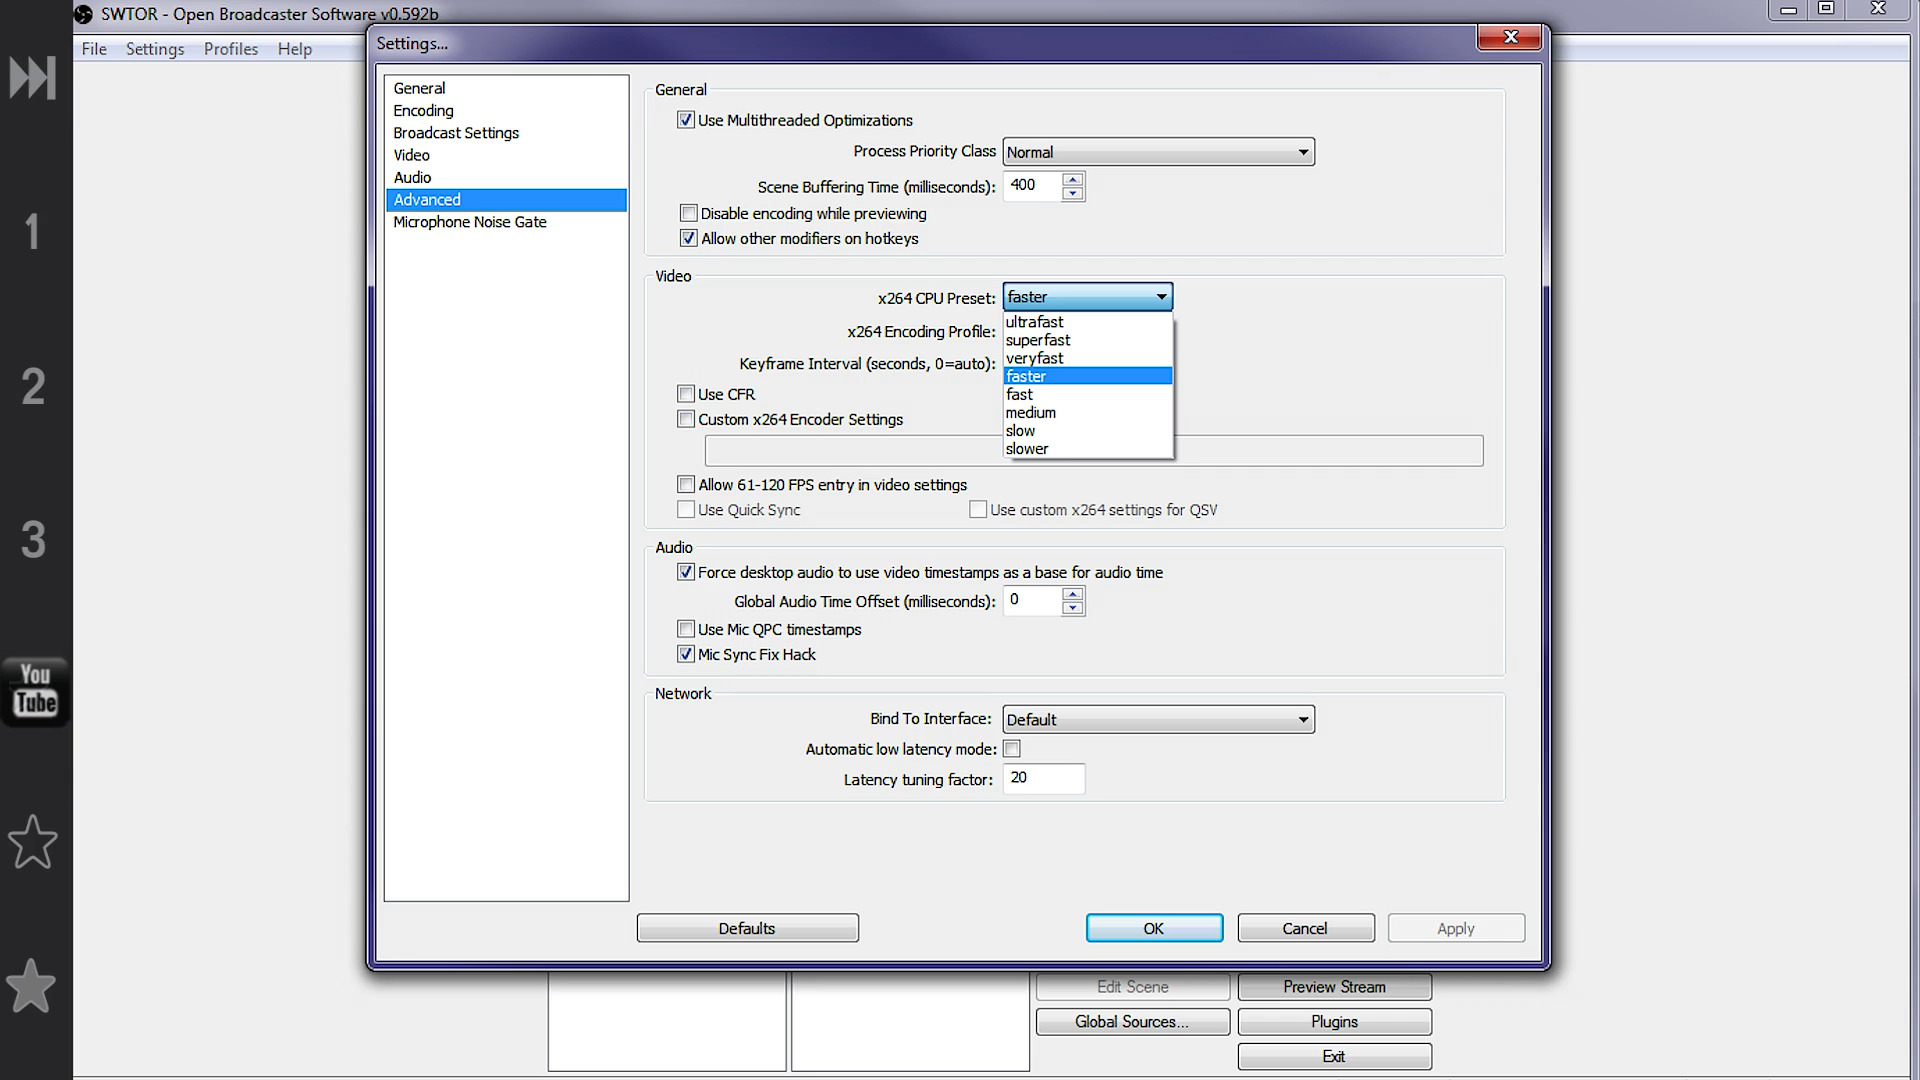 SWTOR - Open Broadcaster Software v0.592b
File Settings Profiles Help
Settings...
General
Encoding
Broadcast Settings
Video
Audio
Advanced
Microphone Noise Gate
General
Use Multithreaded Optimizations
Process Priority Class Normal
Scene Buffering Time (milliseconds): 400
Disable encoding while previewing
Allow other modifiers on hotkeys
Video
x264 CPU Preset: faster
ultrafast
x264 Encoding Profile:
superfast
veryfast
Keyframe Interval (seconds, 0=auto):
faster
Use CFR
fast
medium
Custom x264 Encoder Settings
slow
slower
Allow 61-120 FPS entry in video settings
Use Quick Sync Use custom x264 settings for QSV
Audio
Force desktop audio to use video timestamps as a base for audio time
Global Audio Time Offset (milliseconds): 0
Use Mic QPC timestamps
Mic Sync Fix Hack
Network
Bind To Interface: Default
Automatic low latency mode:
Latency tuning factor: 20
Defaults OK Cancel Apply
Edit Scene Preview Stream
Global Sources... Plugins
Exit
1
2
3
You
Tube